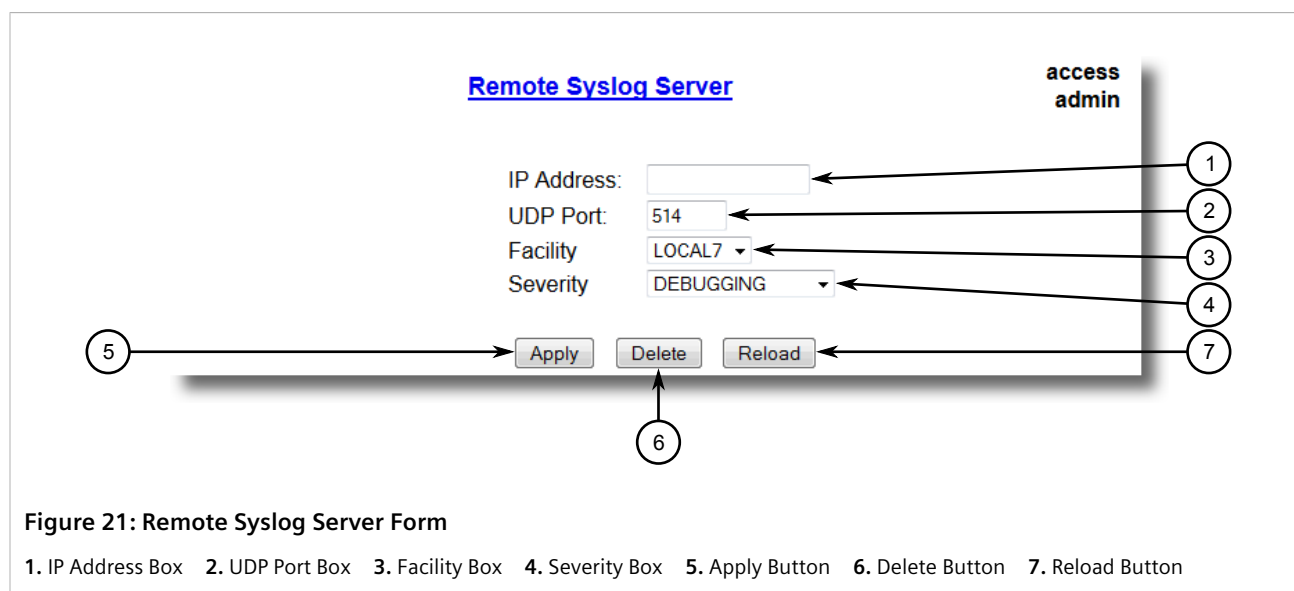 Remote Syslog Server
access
admin
IP Address:
1
UDP Port: 514
2
Facility LOCAL7
3
Severity DEBUGGING
4
5
Apply Delete Reload
7
6
Figure 21: Remote Syslog Server Form
1. IP Address Box 2. UDP Port Box 3. Facility Box 4. Severity Box 5. Apply Button 6. Delete Button 7. Reload Button